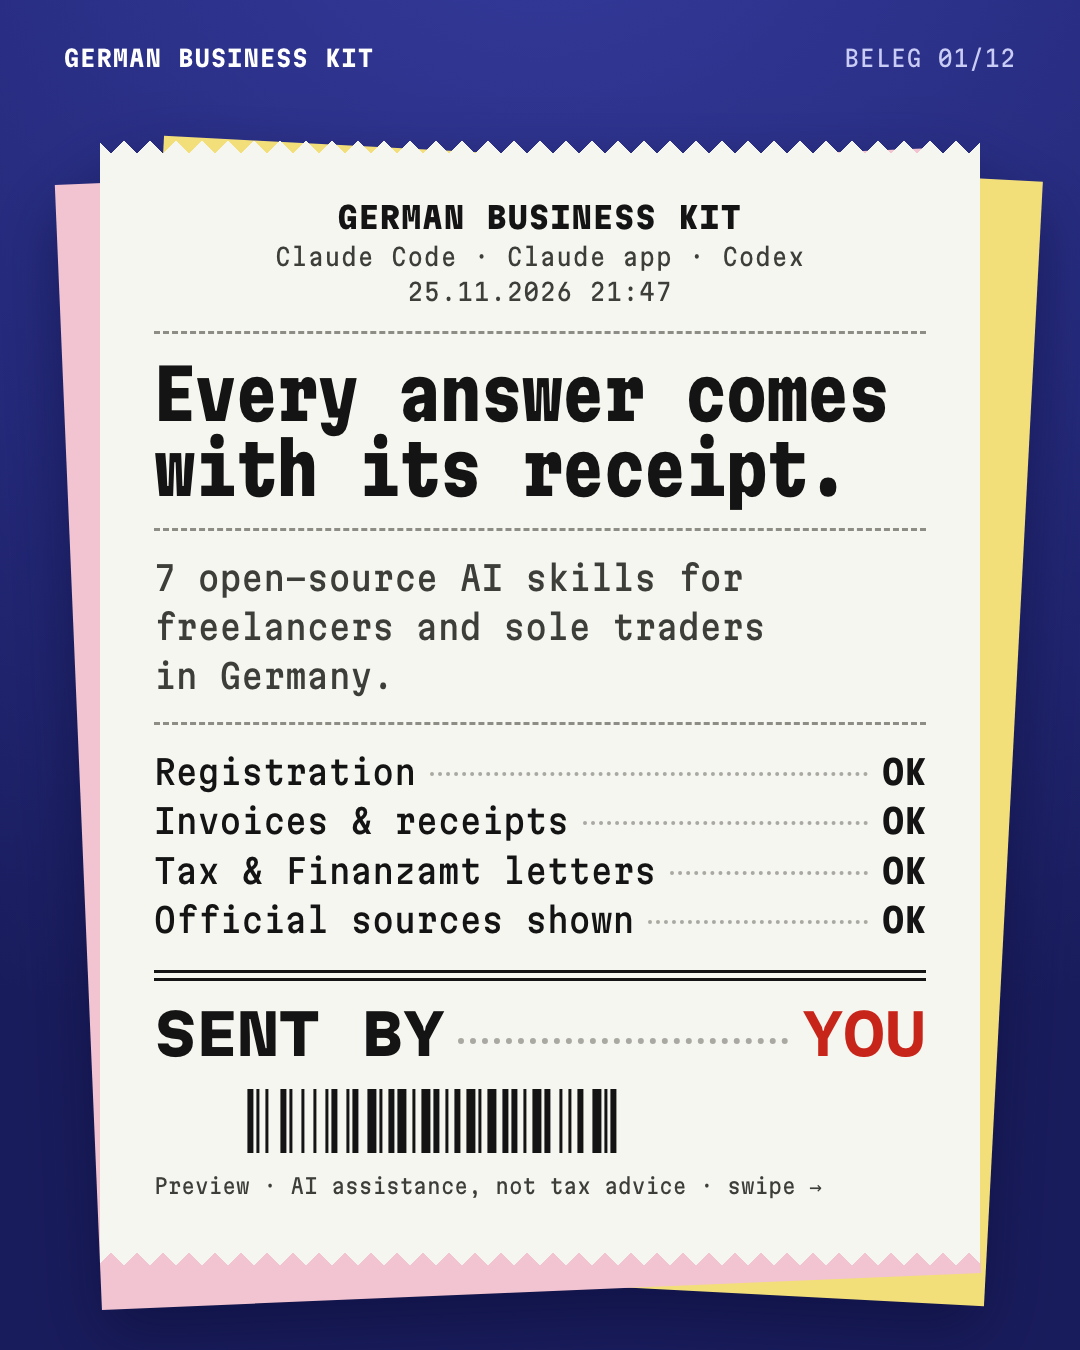 GERMAN BUSINESS KIT
BELEG 01/12
GERMAN BUSINESS KIT
Claude Code · Claude app · Codex
25.11.2026 21:47
Every answer comes
with its receipt.
7 open-source AI skills for
freelancers and sole traders
in Germany.
Registration OK
Invoices & receipts OK
Tax & Finanzamt letters OK
Official sources shown OK
SENT BY YOU
Preview · AI assistance, not tax advice · swipe →